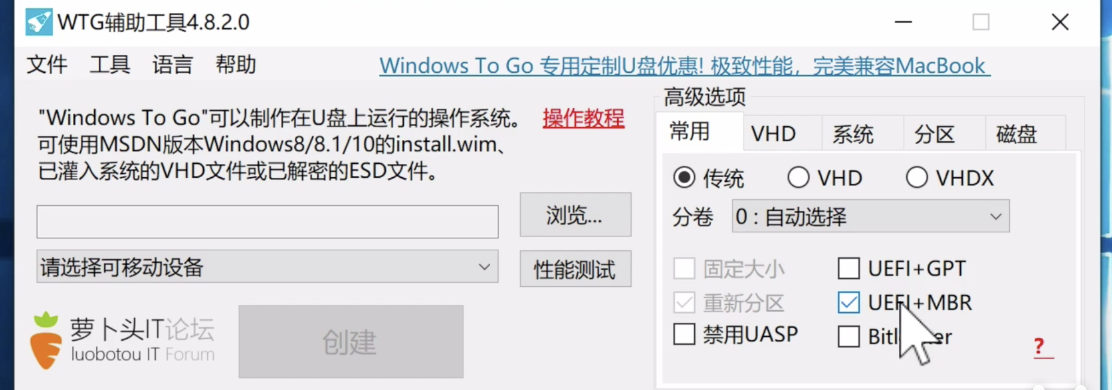 WTG辅助工具4.8.2.0
文件 工具 语言 帮助
Windows To Go 专用定制U盘优惠! 极致性能，完美兼容MacBook
"Windows To Go"可以制作在U盘上运行的操作系统。 操作教程
可使用MSDN版本Windows8/8.1/10的install.wim、
已灌入系统的VHD文件或已解密的ESD文件。
浏览...
请选择可移动设备
性能测试
萝卜头IT论坛
luobotou IT Forum
创建
高级选项
常用 VHD 系统 分区 磁盘
传统 VHD VHDX
分卷 0 : 自动选择
固定大小 UEFI+GPT
重新分区 UEFI+MBR
禁用UASP
?